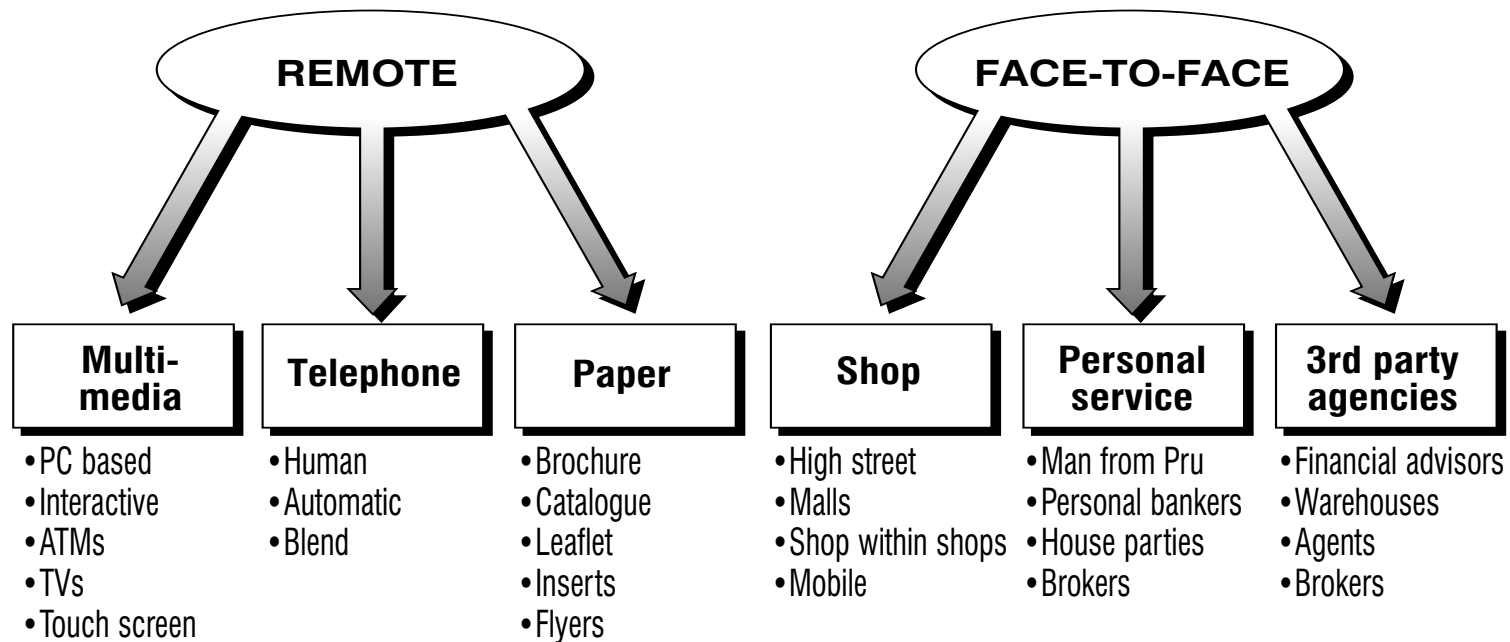 REMOTE
FACE-TO-FACE
Multi-
media
•PC based
•Interactive
•ATMs
•TVs
•Touch screen
Telephone
•Human
•Automatic
•Blend
Paper
•Brochure
•Catalogue
•Leaflet
•Inserts
•Flyers
Shop
•High street
•Malls
•Shop within shops
•Mobile
Personal
service
•Man from Pru
•Personal bankers
•House parties
•Brokers
3rd party
agencies
•Financial advisors
•Warehouses
•Agents
•Brokers